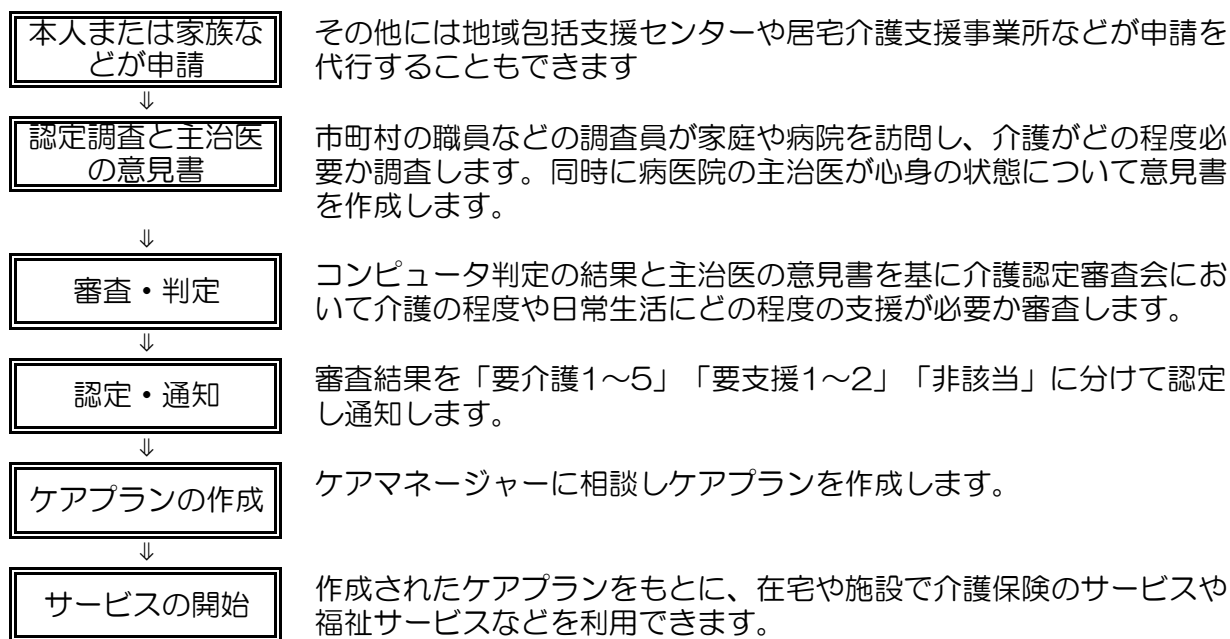 本人または家族な
どが申請
その他には地域包括支援センターや居宅介護支援事業所などが申請を
代行することもできます
⇓
認定調査と主治医
の意見書
市町村の職員などの調査員が家庭や病院を訪問し、介護がどの程度必
要か調査します。同時に病医院の主治医が心身の状態について意見書
を作成します。
⇓
審査・判定
コンピュータ判定の結果と主治医の意見書を基に介護認定審査会にお
いて介護の程度や日常生活にどの程度の支援が必要か審査します。
⇓
認定・通知
審査結果を「要介護1～5」「要支援1～2」「非該当」に分けて認定
し通知します。
⇓
ケアプランの作成
ケアマネージャーに相談しケアプランを作成します。
⇓
サービスの開始
作成されたケアプランをもとに、在宅や施設で介護保険のサービスや
福祉サービスなどを利用できます。